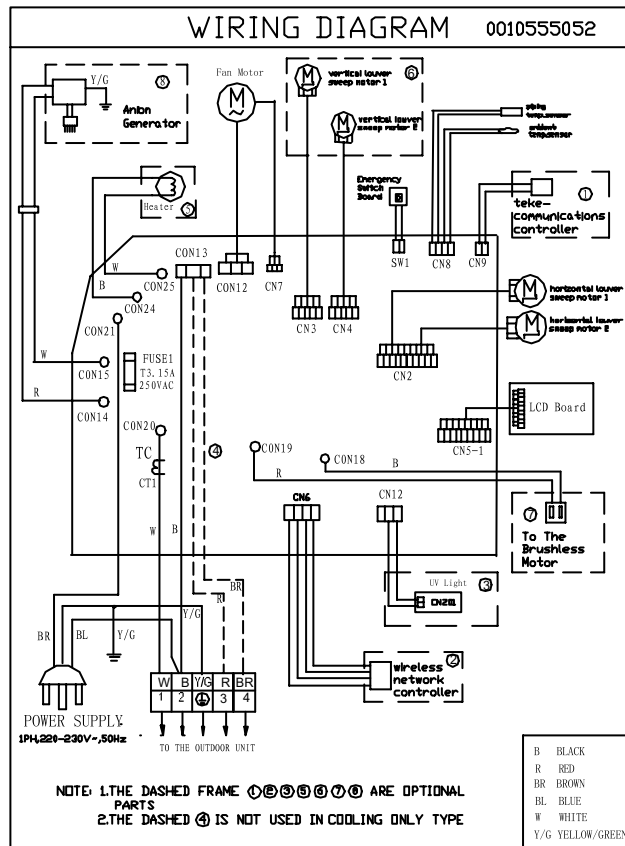 WIRING DIAGRAM 0010555052
Y/G
⑧
Anion
Generator
Fan Motor
M
M
vertical louver
sweep motor 1
⑥
M
vertical louver
sweep motor 2
piping
temp.sensor
ambient
temp.sensor
Emergency
Switch
Board
Heater
⑤
①
teke-
communications
controller
W
B
CON25
CON24
CON13
CON12
CN7
SW1
CN8
CN9
CN3
CN4
M
horizontal louver
sweep motor 1
M
horizontal louver
sweep motor 2
CON21
CN2
W
CON15
FUSE1
T3.15A
250VAC
R
CON14
LCD Board
CON20
TC
CT1
④
CON19
CON18
R
B
CN5-1
CN6
CN12
⑦
To The
Brushless
Motor
W
B
UV Light
③
CN201
BR
R
Y/G
BR
BL
Y/G
②
wireless
network
controller
W B Y/G R BR
1 2 3 4
POWER SUPPLY
1PH,220-230V~,50Hz
TO THE OUTDOOR UNIT
B BLACK
R RED
BR BROWN
BL BLUE
W WHITE
Y/G YELLOW/GREEN
NOTE: 1.THE DASHED FRAME ①②③⑤⑥⑦⑧ ARE OPTIONAL
PARTS
2.THE DASHED ④ IS NOT USED IN COOLING ONLY TYPE